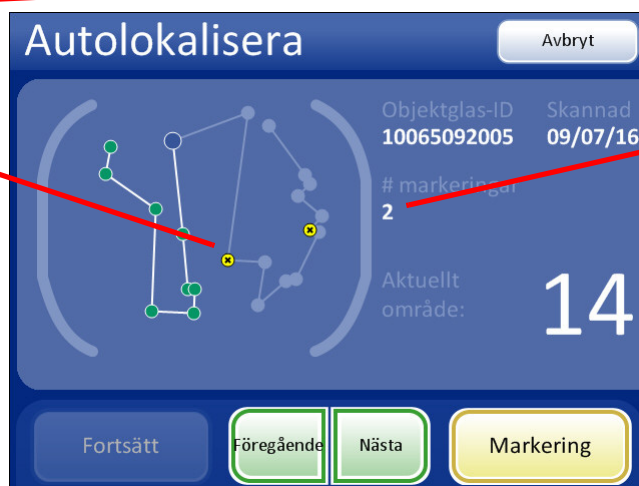 Autolokalisera
Avbryt
Objektglas-ID Skannad
10065092005 09/07/16
# markeringar
2
Aktuellt
område:
14
Fortsätt
Föregående
Nästa
Markering